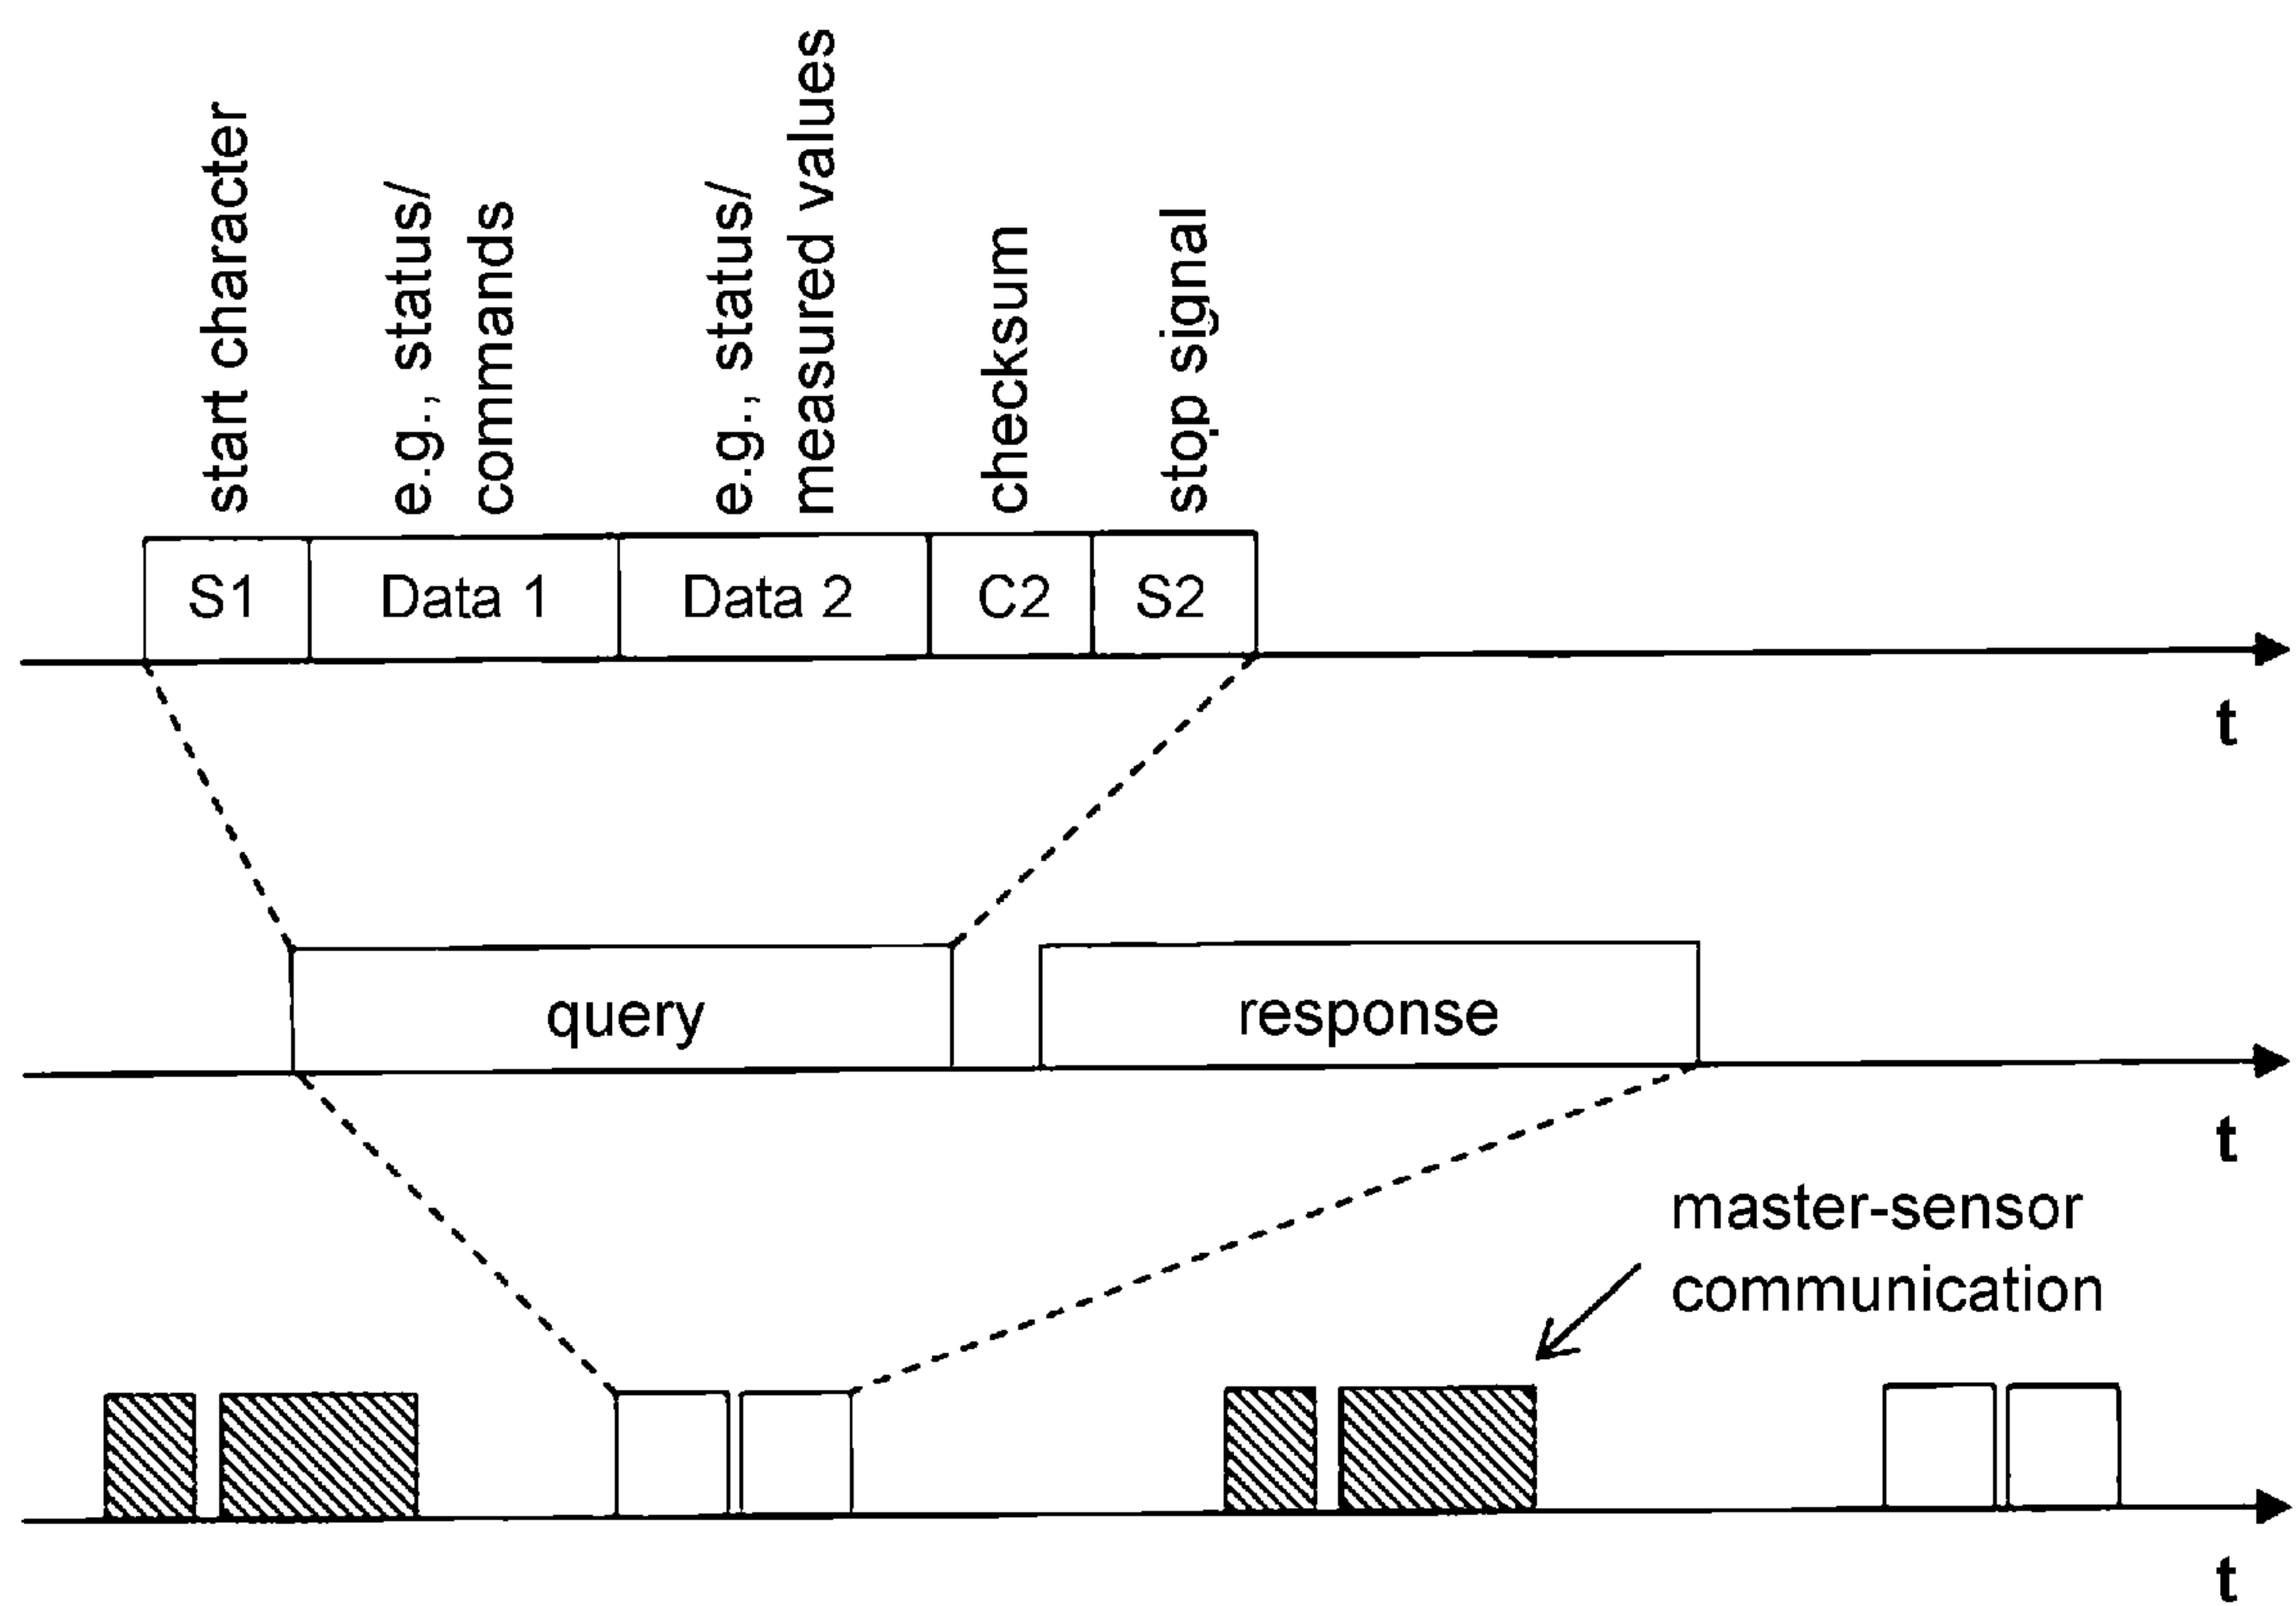 start character
e.g., status/
commands
e.g., status/
measured values
checksum
stop signal
S1
Data 1
Data 2
C2
S2
t
query
response
t
master-sensor
communication
t